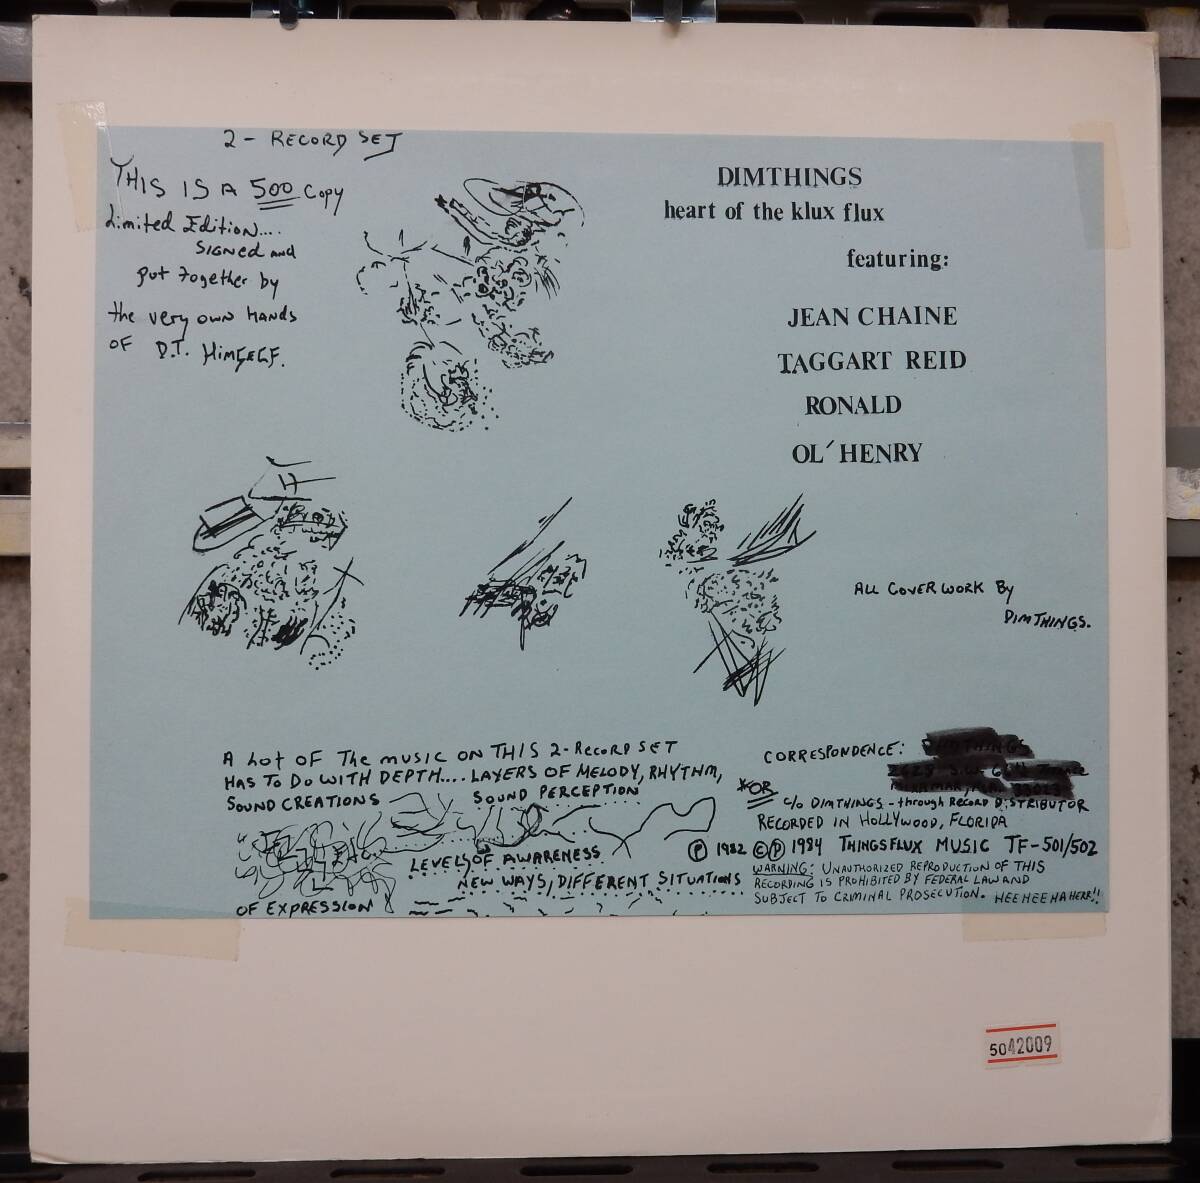 2 - RECORD SET
THIS IS A 500 Copy
Limited Edition....
SIGNED and
put together by
the very own HANDS
OF D.T. HIMSELF.
DIMTHINGS
heart of the klux flux
featuring:
JEAN CHAINE
TAGGART REID
RONALD
OL' HENRY
ALL COVER WORK By
DIMTHINGS.
A Lot OF The MUSIC ON THIS 2-RECORD SET
HAS TO DO WITH DEPTH.... LAYERS OF MELODY, RHYTHM,
SOUND CREATIONS SOUND PERCEPTION
LEVELS OF AWARENESS
NEW WAYS, DIFFERENT SITUATIONS
OF EXPRESSION
CORRESPONDENCE:
*OR
c/o DIMTHINGS - through RECORD DISTRIBUTOR
RECORDED IN HOLLYWOOD, FLORIDA
Ⓟ 1982 ©Ⓟ 1984 THINGSFLUX MUSIC TF-501/502
WARNING: UNAUTHORIZED REPRODUCTION OF THIS
RECORDING IS PROHIBITED BY FEDERAL LAW AND
SUBJECT TO CRIMINAL PROSECUTION. HEE HEE HA HERR!!
5042009